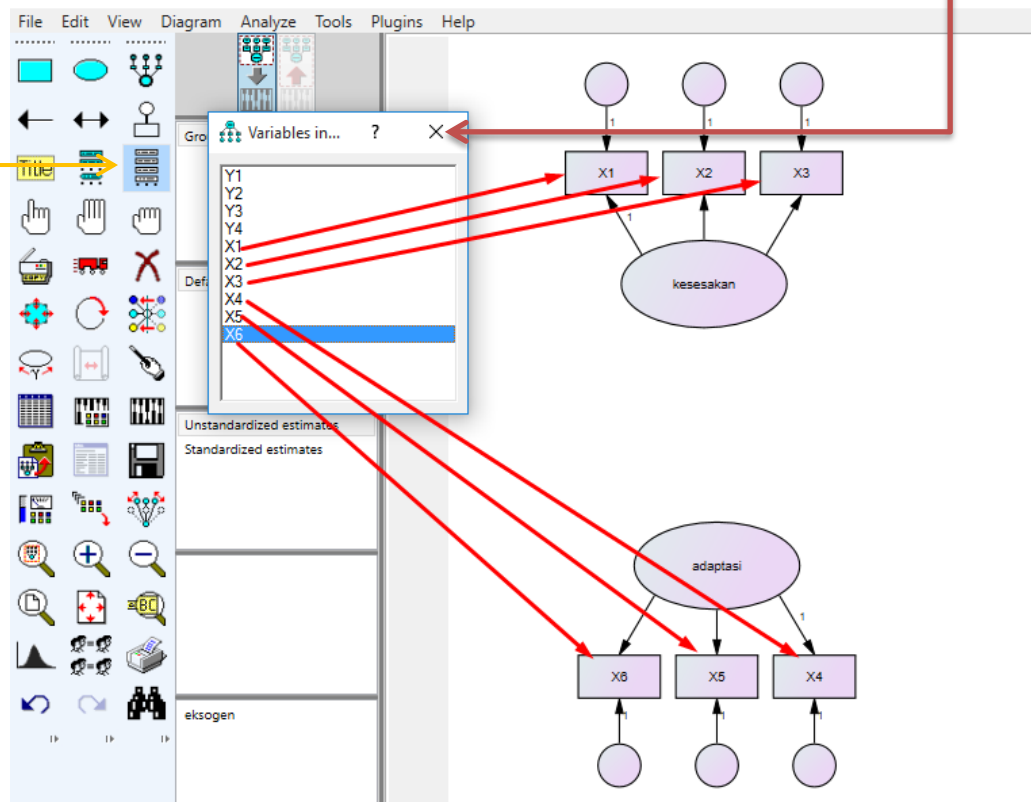 File Edit View Diagram Analyze Tools Plugins Help
Title
Variables in... ?
Gro
Y1
Y2
Y3
Y4
X1
X2
X3
X4
X5
X6
Defa
Unstandardized estimates
Standardized estimates
eksogen
1 1 1
X1 X2 X3
1
kesesakan
adaptasi
1
X6 X5 X4
1 1 1